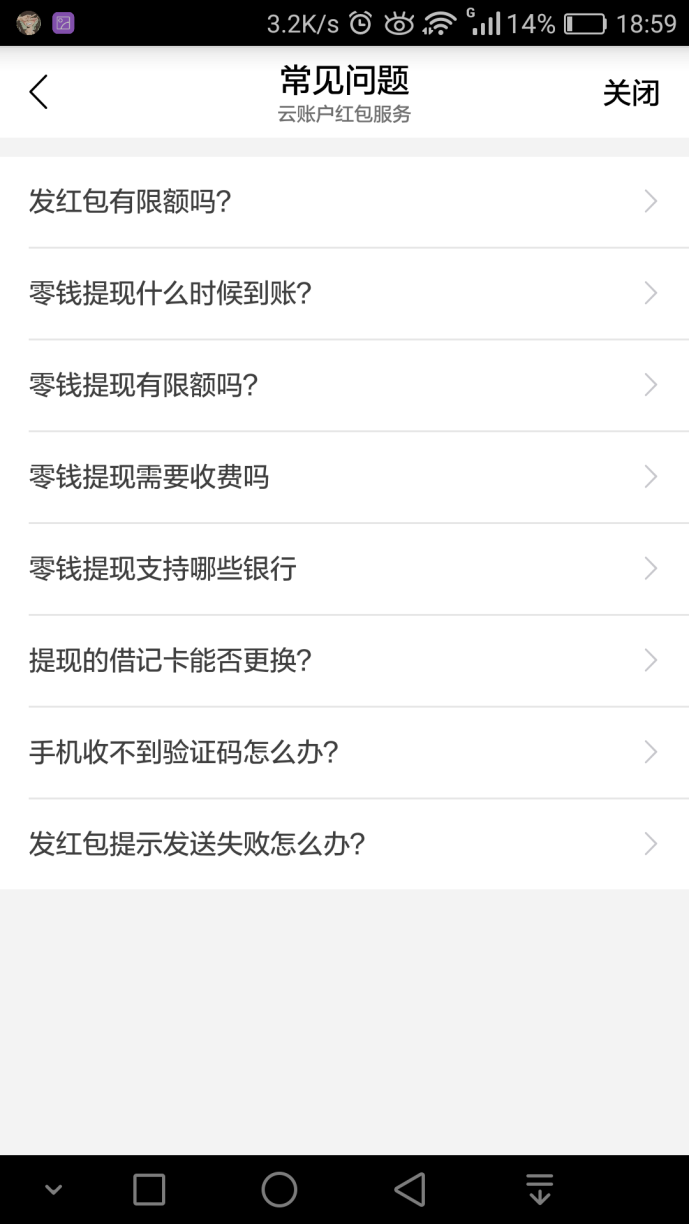 3.2K/s G 14% 18:59
常见问题
云账户红包服务
关闭
发红包有限额吗?
零钱提现什么时候到账?
零钱提现有限额吗?
零钱提现需要收费吗
零钱提现支持哪些银行
提现的借记卡能否更换?
手机收不到验证码怎么办?
发红包提示发送失败怎么办?